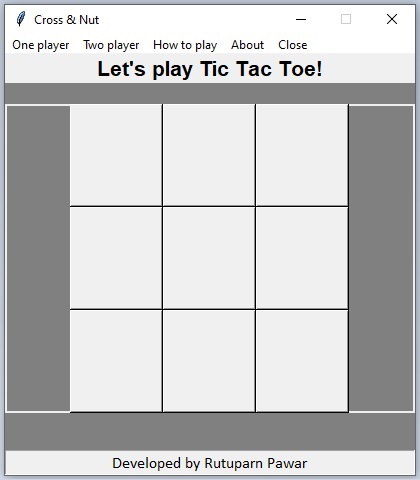 Cross & Nut
One player Two player How to play About Close
Let's play Tic Tac Toe!
Developed by Rutuparn Pawar